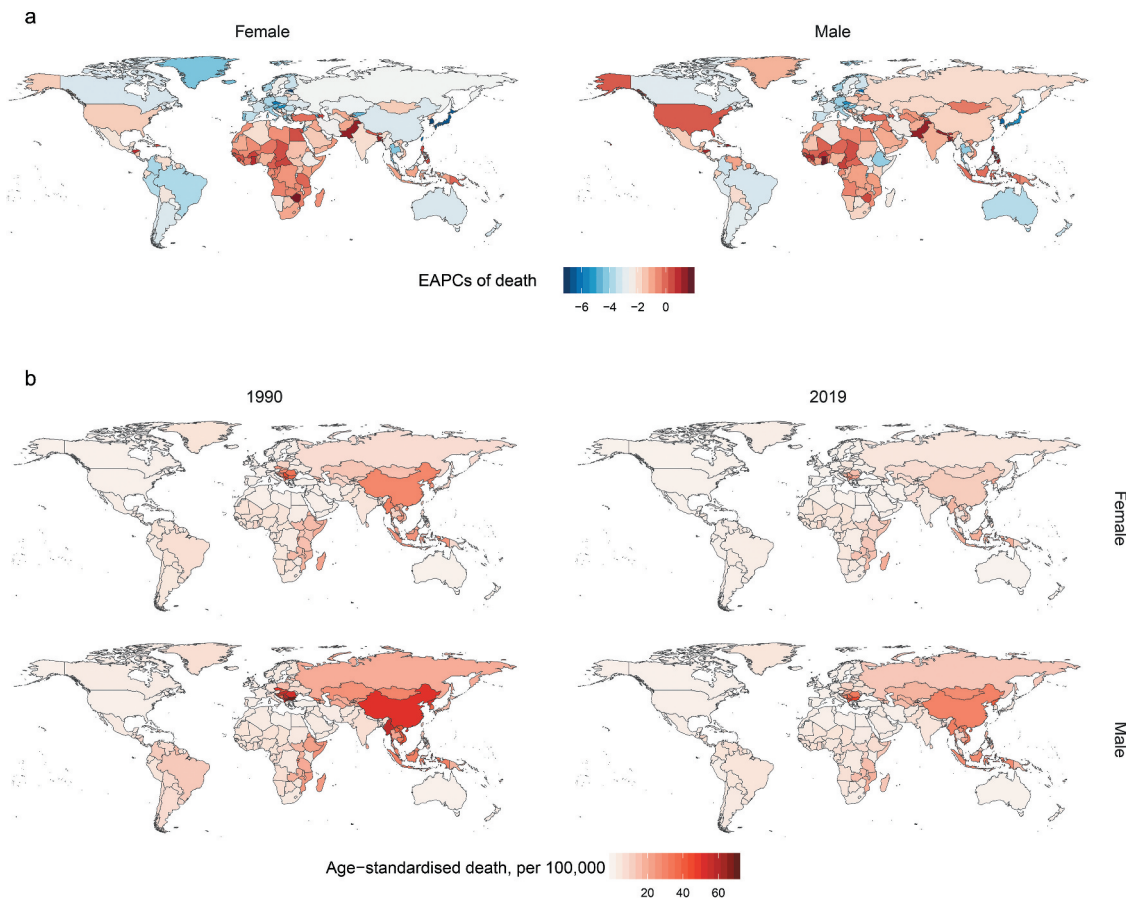 a
Female
Male
EAPCs of death
−6 −4 −2 0
b
1990
2019
Female
Male
Age−standardised death, per 100,000
20 40 60